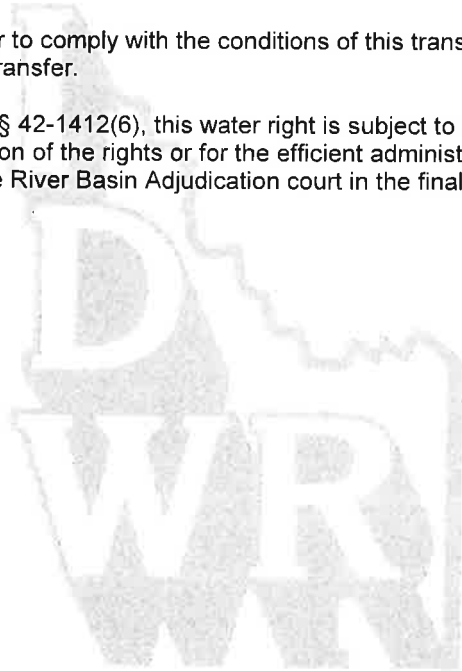 r to comply with the conditions of this trans
ransfer.
§ 42-1412(6), this water right is subject to
on of the rights or for the efficient administ
e River Basin Adjudication court in the final
D
WR